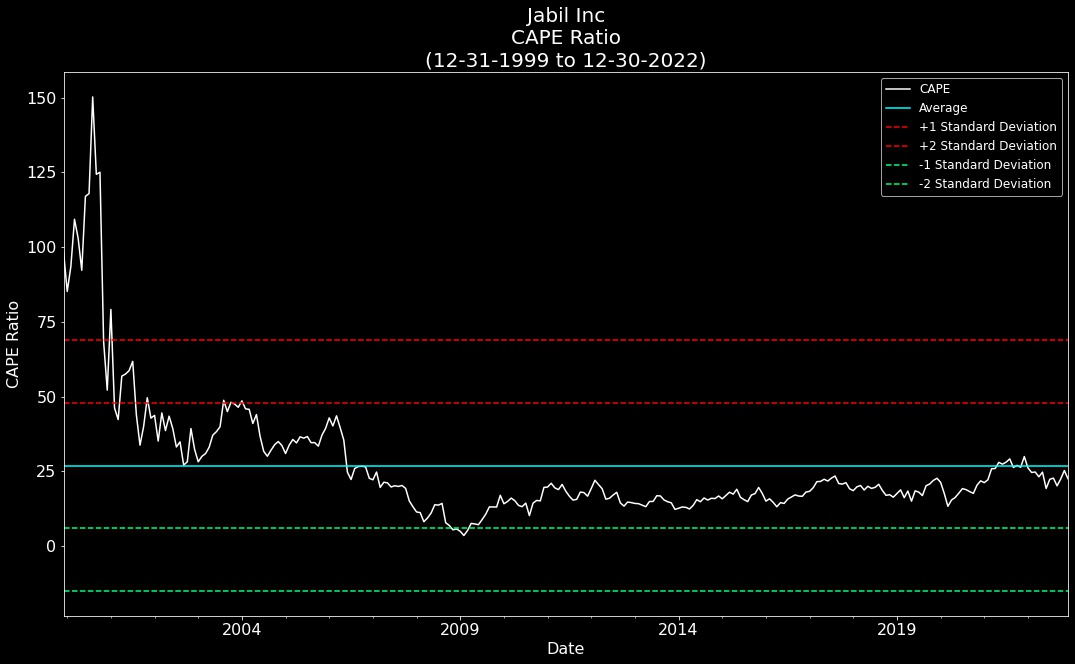 Jabil Inc
CAPE Ratio
(12-31-1999 to 12-30-2022)
CAPE
Average
+1 Standard Deviation
+2 Standard Deviation
-1 Standard Deviation
-2 Standard Deviation
150
125
100
75
50
25
0
CAPE Ratio
2004
2009
2014
2019
Date